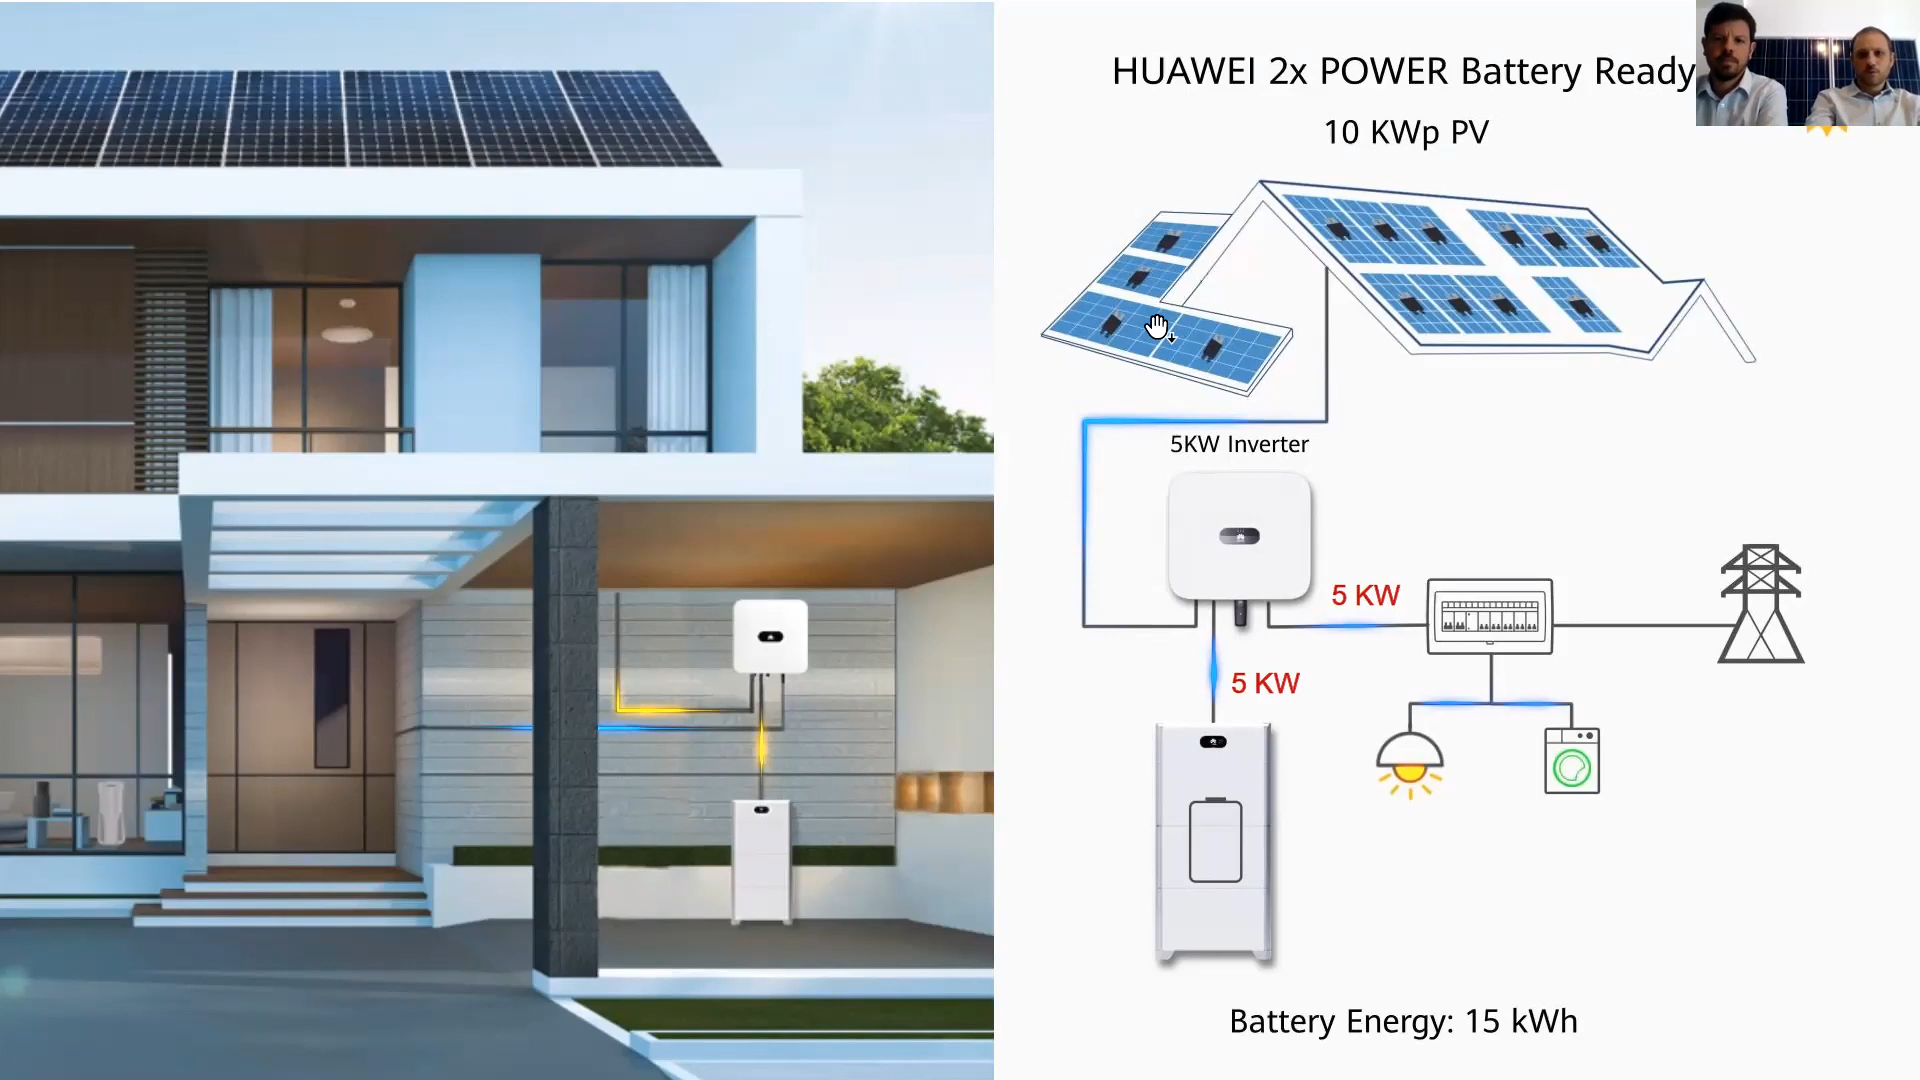 HUAWEI 2x POWER Battery Ready
10 KWp PV
5KW Inverter
5 KW
5 KW
Battery Energy: 15 kWh